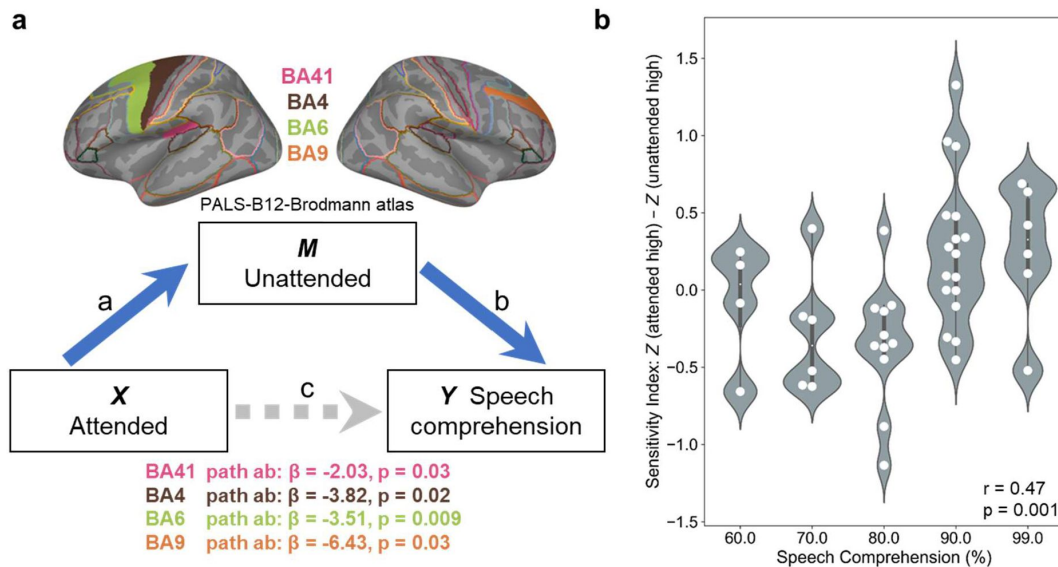 a
BA41
BA4
BA6
BA9
PALS-B12-Brodmann atlas
M
Unattended
a
b
X
Attended
c
Y Speech
comprehension
BA41 path ab: β = -2.03, p = 0.03
BA4 path ab: β = -3.82, p = 0.02
BA6 path ab: β = -3.51, p = 0.009
BA9 path ab: β = -6.43, p = 0.03
b
Sensitivity Index: Z (attended high) − Z (unattended high)
1.5
1.0
0.5
0.0
−0.5
−1.0
−1.5
r = 0.47
p = 0.001
60.0 70.0 80.0 90.0 99.0
Speech Comprehension (%)